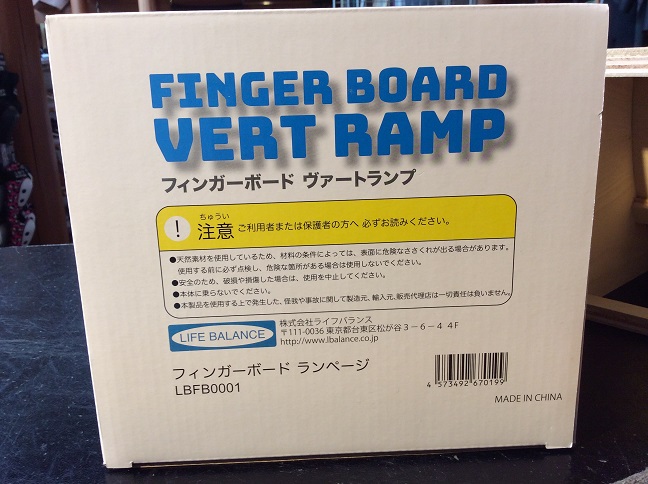 FINGER BOARD
VERT RAMP
フィンガーボード ヴァートランプ
ちゅうい
! 注意 ご利用者または保護者の方へ 必ずお読みください。
●天然素材を使用しているため、材料の条件によっては、表面に危険なささくれが出る場合があります。
使用する前に必ず点検し、危険な箇所がある場合は使用しないでください。
●安全のため、破損や損傷した場合は、使用を中止してください。
●本体に乗らないでください。
●本製品を使用する上で発生した、怪我や事故に関して製造元、輸入元、販売代理店は一切責任は負いません。
LIFE BALANCE
株式会社ライフバランス
〒111-0036 東京都台東区松が谷3-6-4 4F
http://www.lbalance.co.jp
フィンガーボード ランページ
LBFB0001
4 573492 670199
MADE IN CHINA